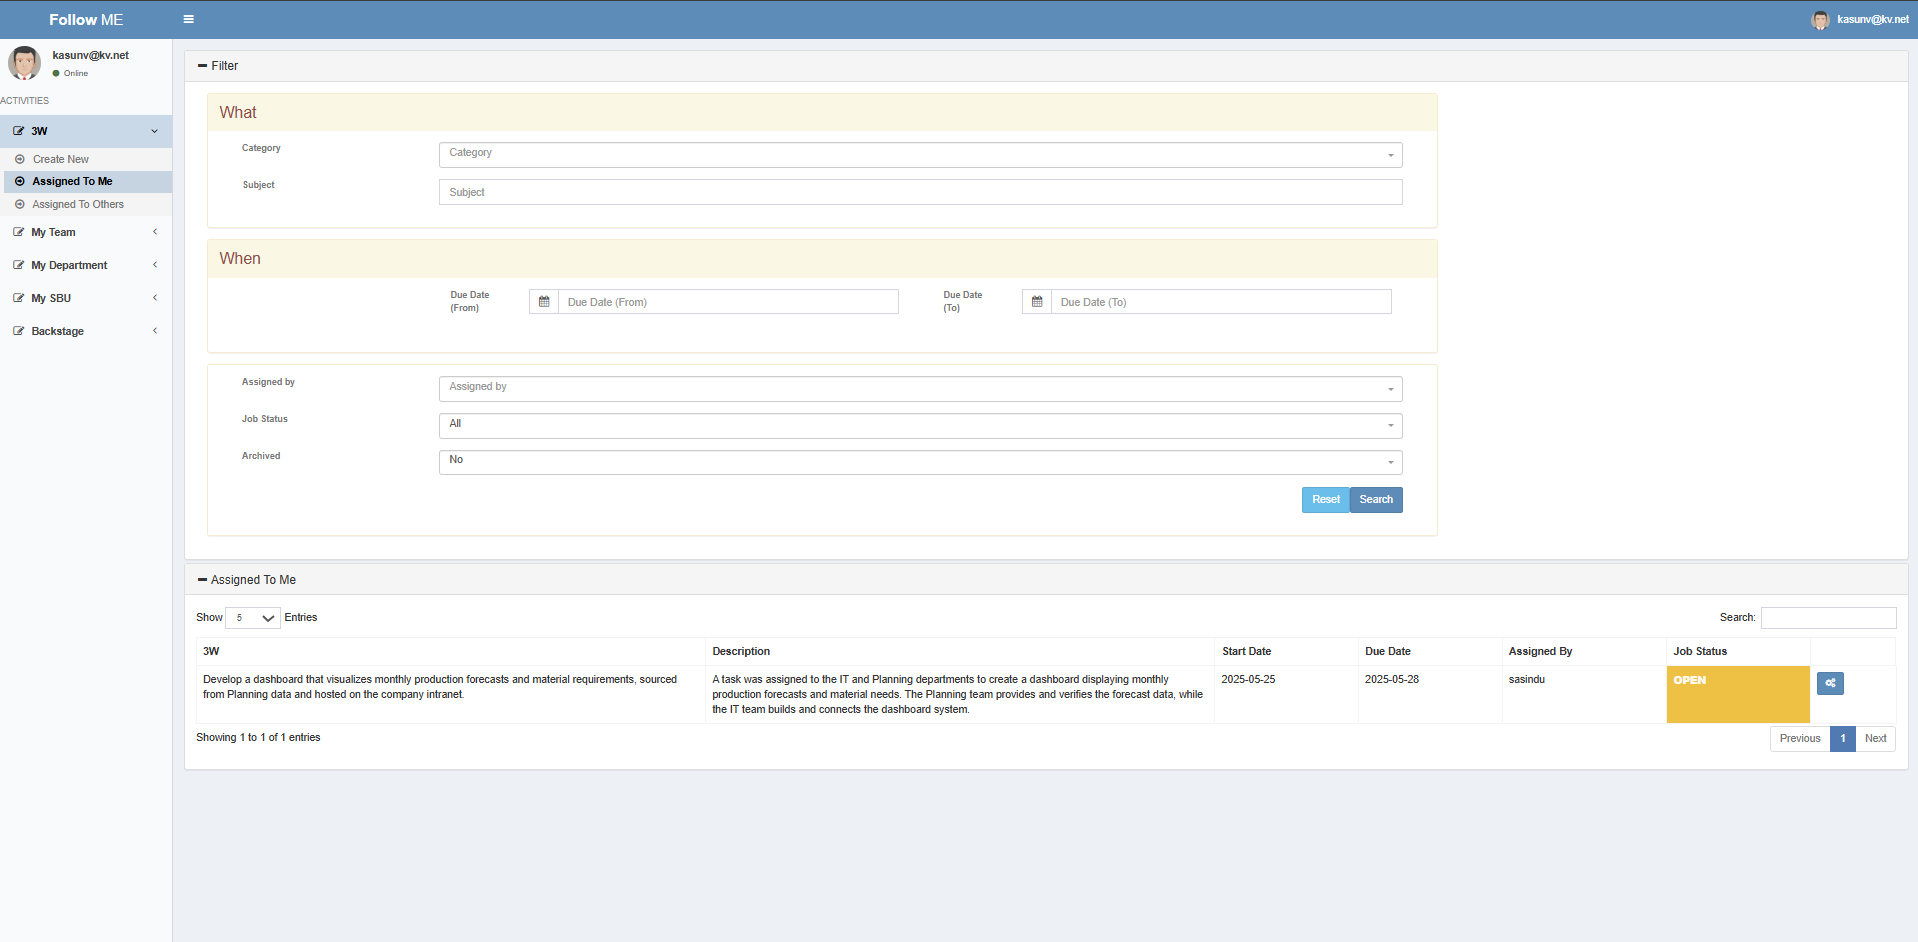 Follow ME
kasunv@kv.net
kasunv@kv.net
Online
ACTIVITIES
3W
Create New
Assigned To Me
Assigned To Others
My Team
My Department
My SBU
Backstage
Filter
What
Category
Category
Subject
Subject
When
Due Date
(From)
Due Date (From)
Due Date
(To)
Due Date (To)
Assigned by
Assigned by
Job Status
All
Archived
No
Reset Search
Assigned To Me
Show 5 Entries
Search:
3W Description Start Date Due Date Assigned By Job Status
Develop a dashboard that visualizes monthly production forecasts and material requirements, sourced
from Planning data and hosted on the company intranet.
A task was assigned to the IT and Planning departments to create a dashboard displaying monthly
production forecasts and material needs. The Planning team provides and verifies the forecast data, while
the IT team builds and connects the dashboard system.
2025-05-25
2025-05-28
sasindu
OPEN
Showing 1 to 1 of 1 entries
Previous 1 Next